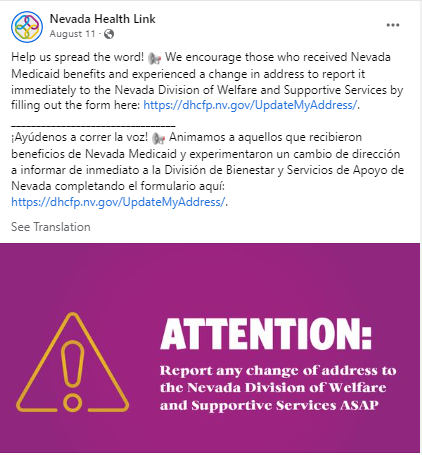 Nevada Health Link
August 11 ·
Help us spread the word! 📢 We encourage those who received Nevada
Medicaid benefits and experienced a change in address to report it
immediately to the Nevada Division of Welfare and Supportive Services by
filling out the form here: https://dhcfp.nv.gov/UpdateMyAddress/.
________________________________
¡Ayúdenos a correr la voz! 📢 Animamos a aquellos que recibieron
beneficios de Nevada Medicaid y experimentaron un cambio de dirección
a informar de inmediato a la División de Bienestar y Servicios de Apoyo de
Nevada completando el formulario aquí:
https://dhcfp.nv.gov/UpdateMyAddress/.
See Translation
ATTENTION:
Report any change of address to
the Nevada Division of Welfare
and Supportive Services ASAP